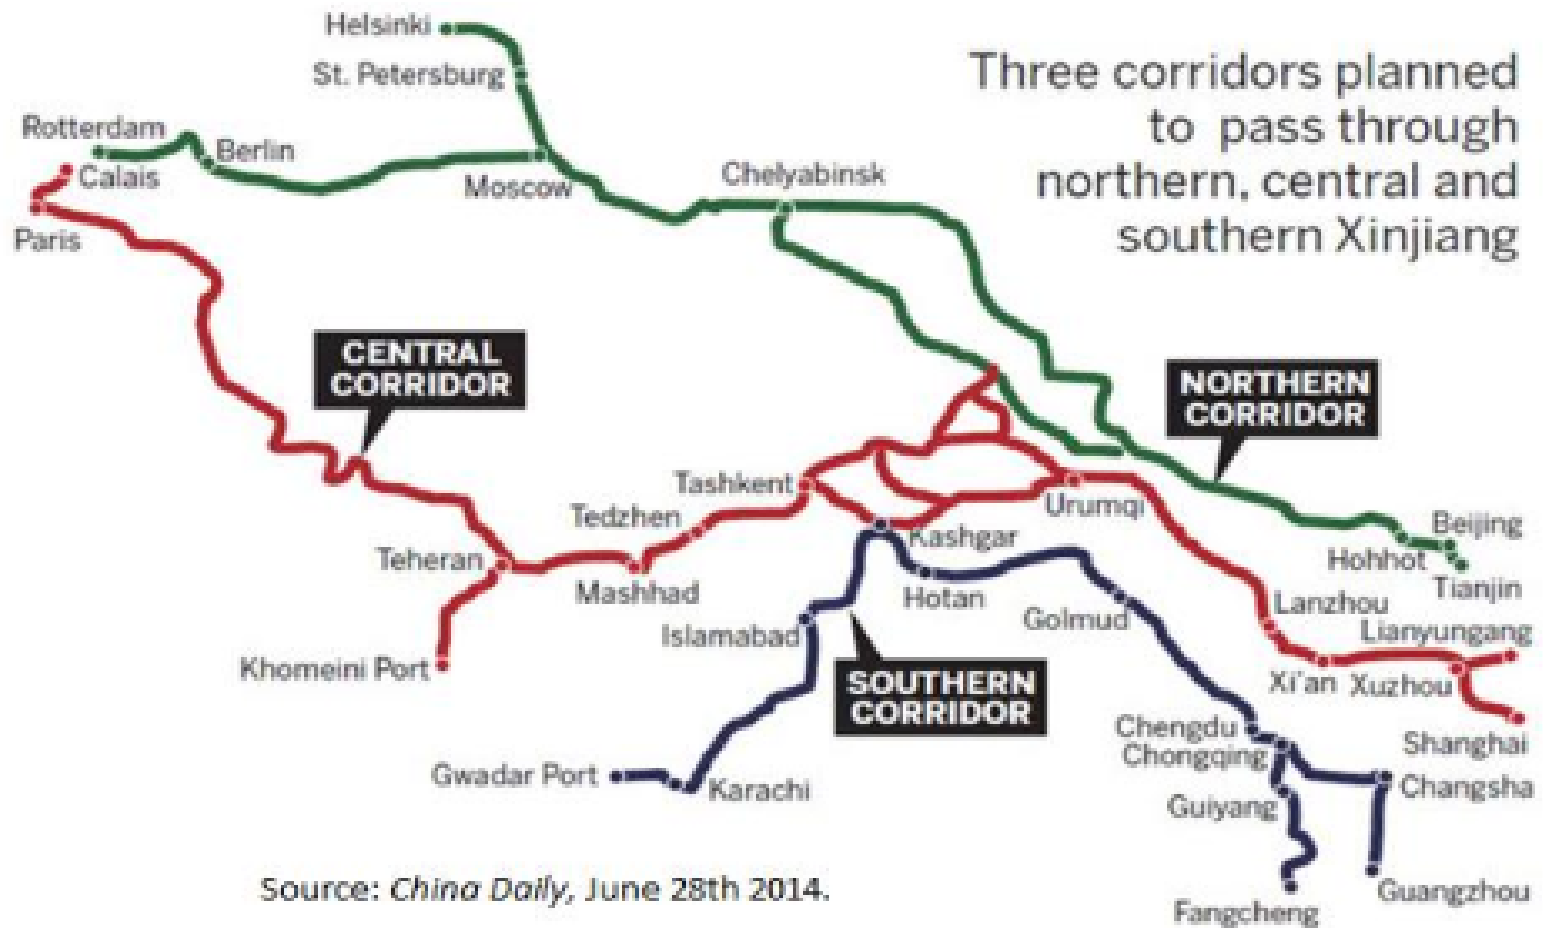 Helsinki
St. Petersburg
Three corridors planned
to pass through
northern, central and
southern Xinjiang
Rotterdam
Berlin
Calais
Moscow
Chelyabinsk
Paris
CENTRAL
CORRIDOR
NORTHERN
CORRIDOR
Tashkent
Urumqi
Tedzhen
Kashgar
Beijing
Hohhot
Tianjin
Teheran
Mashhad
Hotan
Golmud
Lanzhou
Lianyungang
Islamabad
Khomeini Port
Xi'an
Xuzhou
SOUTHERN
CORRIDOR
Chengdu
Chongqing
Shanghai
Gwadar Port
Karachi
Changsha
Guiyang
Source: China Daily, June 28th 2014.
Guangzhou
Fangcheng